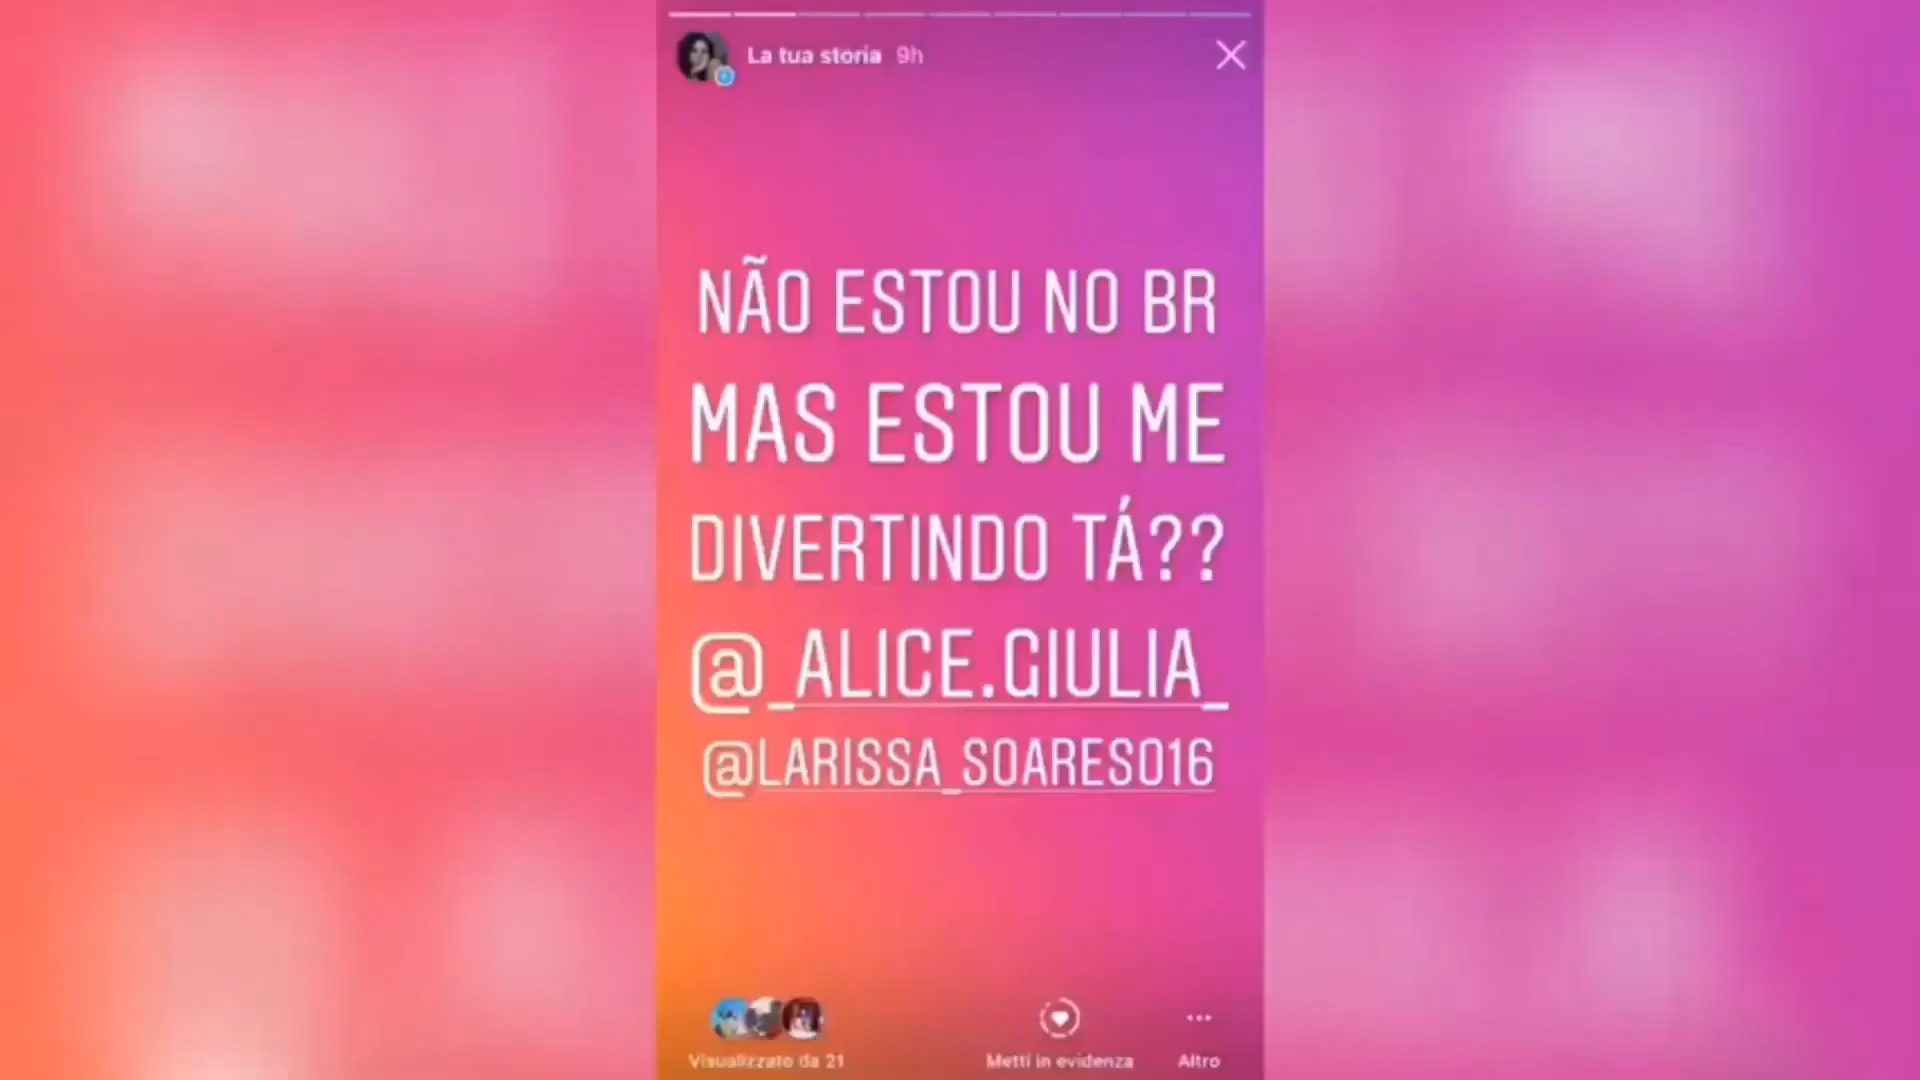 La tua storia 9h
NÃO ESTOU NO BR
MAS ESTOU ME
DIVERTINDO TÁ??
@_ALICE.GIULIA_
@LARISSA_SOARES016
Visualizzato da 21
Metti in evidenza
Altro